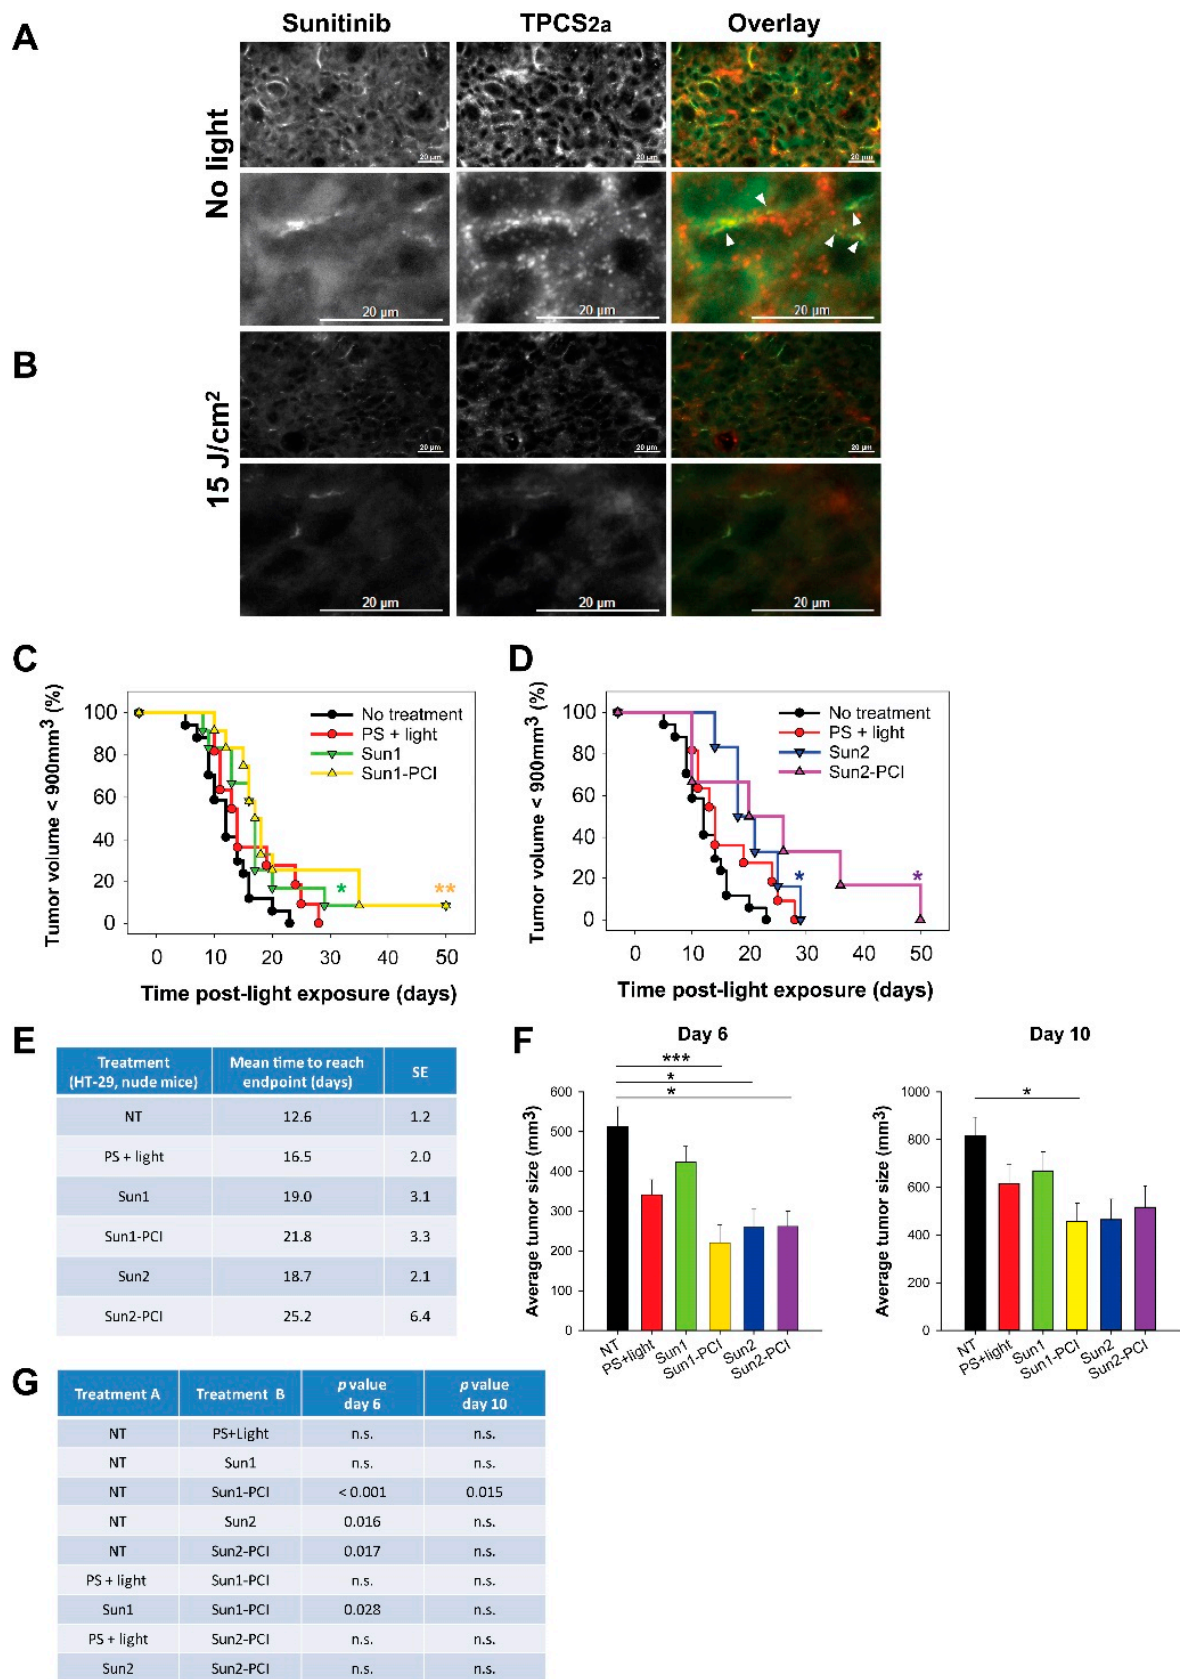 A
Sunitinib
TPCS2a
Overlay
No light
20 µm
20 µm
20 µm
20 µm
20 µm
20 µm
B
15 J/cm²
20 µm
20 µm
20 µm
20 µm
20 µm
20 µm
C
Tumor volume < 900mm³ (%)
100
80
60
40
20
0
No treatment
PS + light
Sun1
Sun1-PCI
*
**
0 10 20 30 40 50
Time post-light exposure (days)
D
Tumor volume < 900mm³ (%)
100
80
60
40
20
0
No treatment
PS + light
Sun2
Sun2-PCI
*
*
0 10 20 30 40 50
Time post-light exposure (days)
E
Treatment (HT-29, nude mice) Mean time to reach endpoint (days) SE
NT 12.6 1.2
PS + light 16.5 2.0
Sun1 19.0 3.1
Sun1-PCI 21.8 3.3
Sun2 18.7 2.1
Sun2-PCI 25.2 6.4
F
Day 6
***
*
*
Average tumor size (mm³)
600
500
400
300
200
100
0
NT PS+light Sun1 Sun1-PCI Sun2 Sun2-PCI
Day 10
*
Average tumor size (mm³)
1000
800
600
400
200
0
NT PS+light Sun1 Sun1-PCI Sun2 Sun2-PCI
G
Treatment A Treatment B p value day 6 p value day 10
NT PS+Light n.s. n.s.
NT Sun1 n.s. n.s.
NT Sun1-PCI < 0.001 0.015
NT Sun2 0.016 n.s.
NT Sun2-PCI 0.017 n.s.
PS + light Sun1-PCI n.s. n.s.
Sun1 Sun1-PCI 0.028 n.s.
PS + light Sun2-PCI n.s. n.s.
Sun2 Sun2-PCI n.s. n.s.